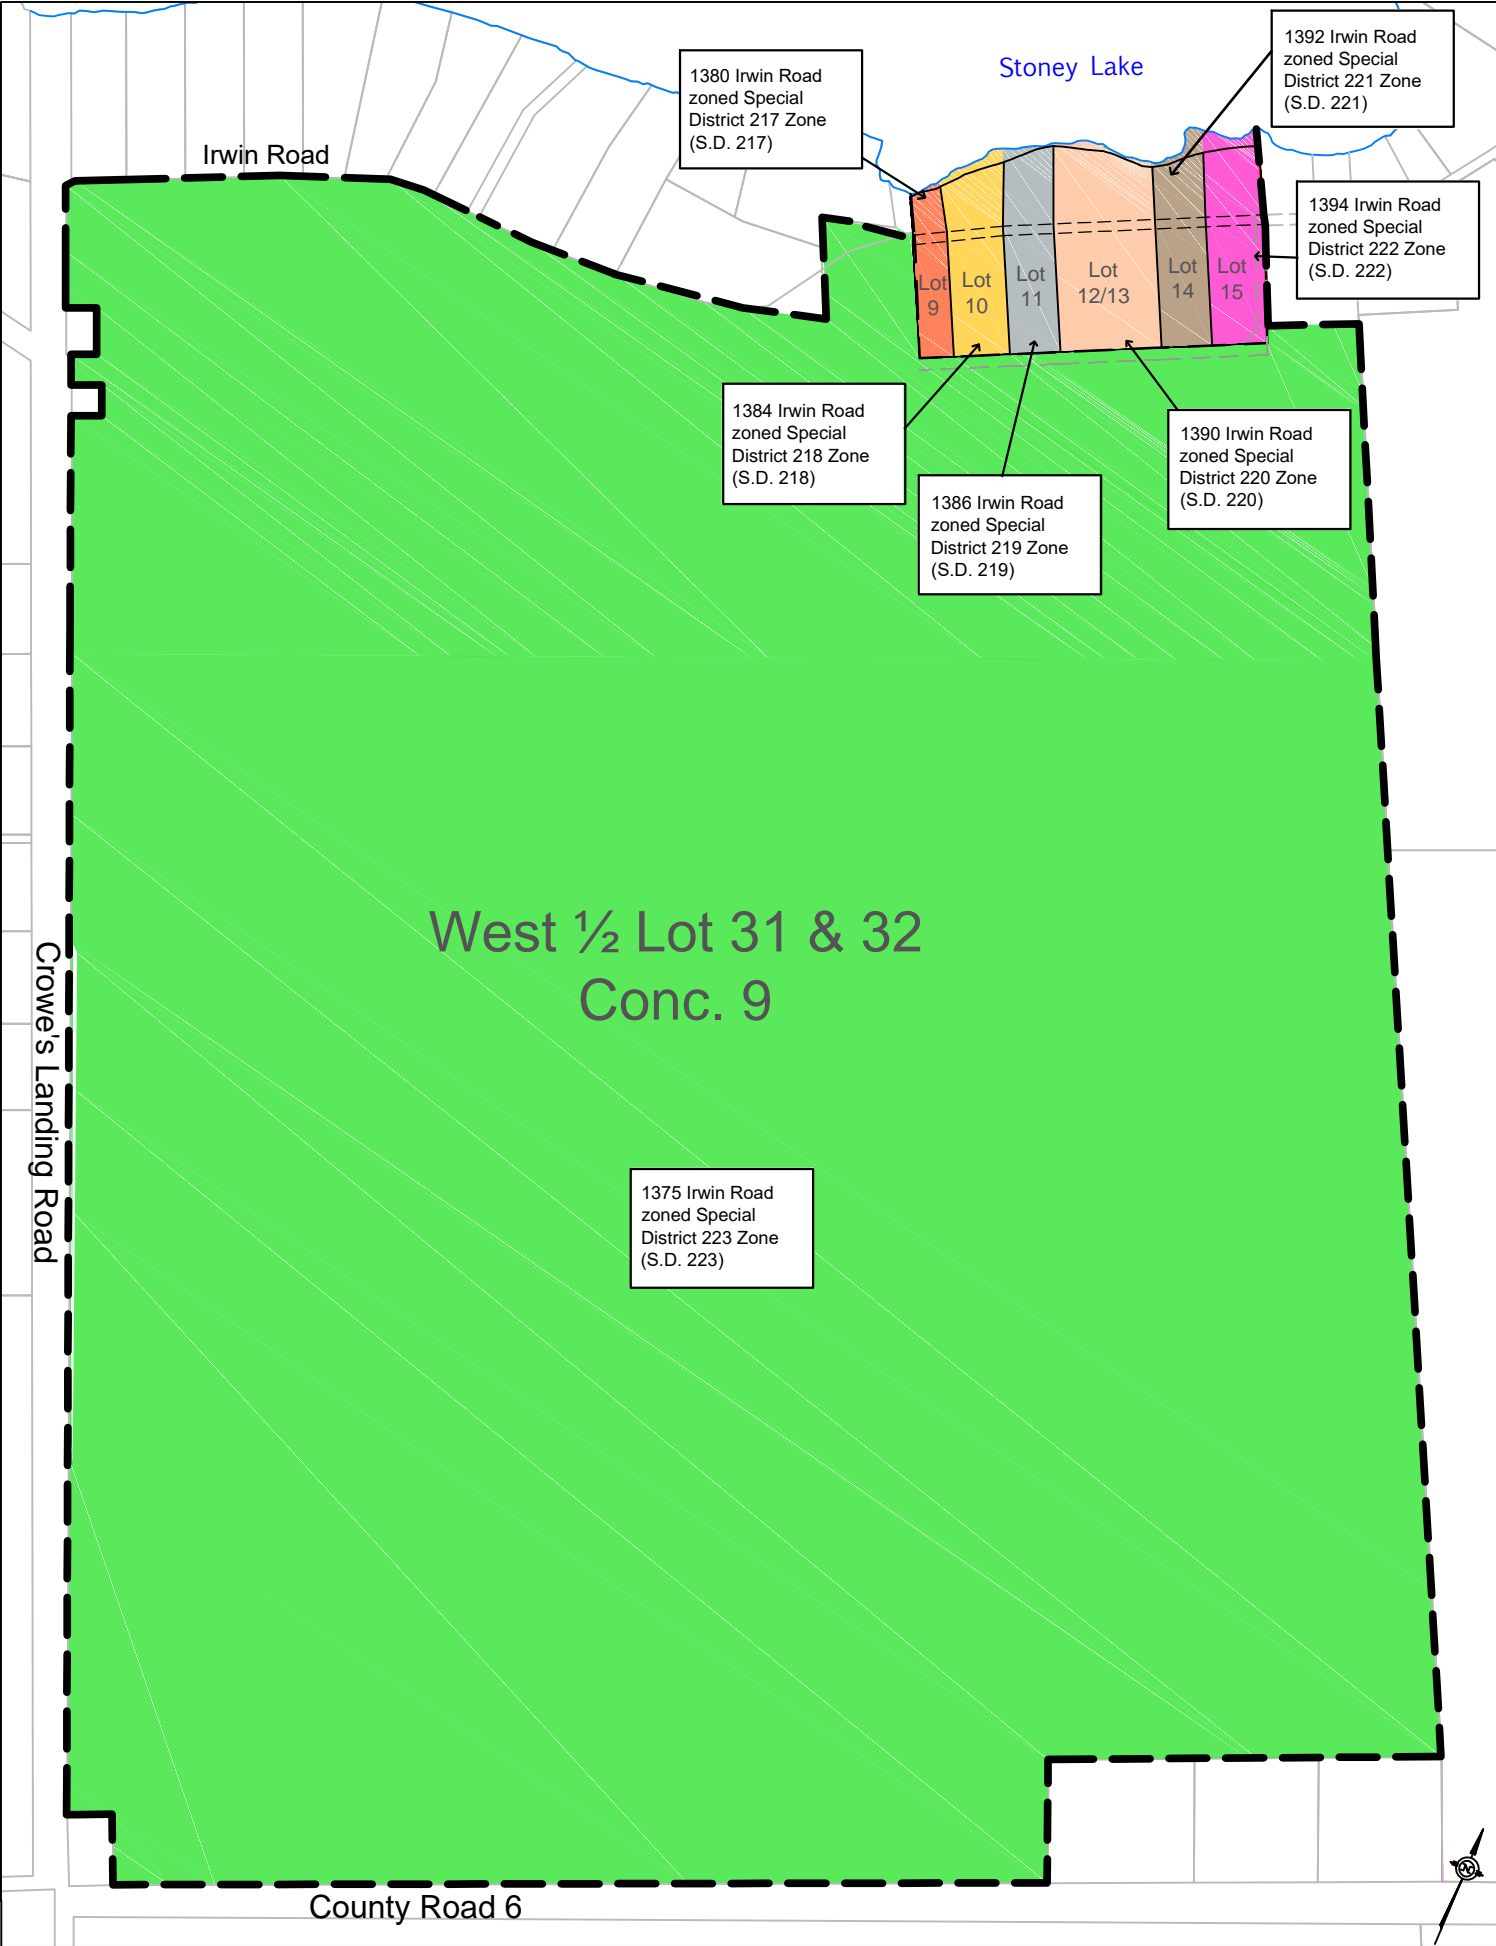 Stoney Lake
1392 Irwin Road
zoned Special
District 221 Zone
(S.D. 221)
1380 Irwin Road
zoned Special
District 217 Zone
(S.D. 217)
Irwin Road
1394 Irwin Road
zoned Special
District 222 Zone
(S.D. 222)
Lot
9
Lot
10
Lot
11
Lot
12/13
Lot
14
Lot
15
1384 Irwin Road
zoned Special
District 218 Zone
(S.D. 218)
1386 Irwin Road
zoned Special
District 219 Zone
(S.D. 219)
1390 Irwin Road
zoned Special
District 220 Zone
(S.D. 220)
West ½ Lot 31 & 32
Conc. 9
Crowe's Landing Road
1375 Irwin Road
zoned Special
District 223 Zone
(S.D. 223)
County Road 6
N